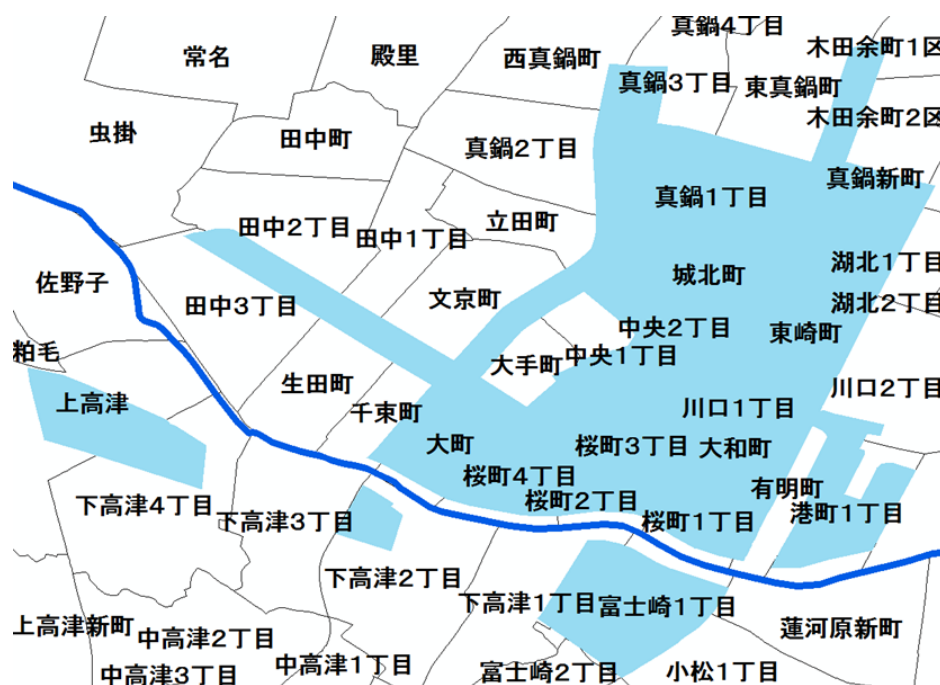 真鍋4丁目
木田余町1区
常名
殿里
西真鍋町
真鍋3丁目
東真鍋町
木田余町2区
虫掛
田中町
真鍋2丁目
真鍋新町
真鍋1丁目
立田町
田中2丁目
田中1丁目
湖北1丁目
城北町
佐野子
文京町
田中3丁目
湖北2丁目
中央2丁目
東崎町
粕毛
大手町
中央1丁目
生田町
川口2丁目
上高津
千束町
川口1丁目
大町
桜町3丁目
大和町
桜町4丁目
有明町
下高津4丁目
桜町2丁目
下高津3丁目
桜町1丁目
港町1丁目
下高津2丁目
下高津1丁目
富士崎1丁目
上高津新町
中高津2丁目
蓮河原新町
中高津3丁目
中高津1丁目
富士崎2丁目
小松1丁目